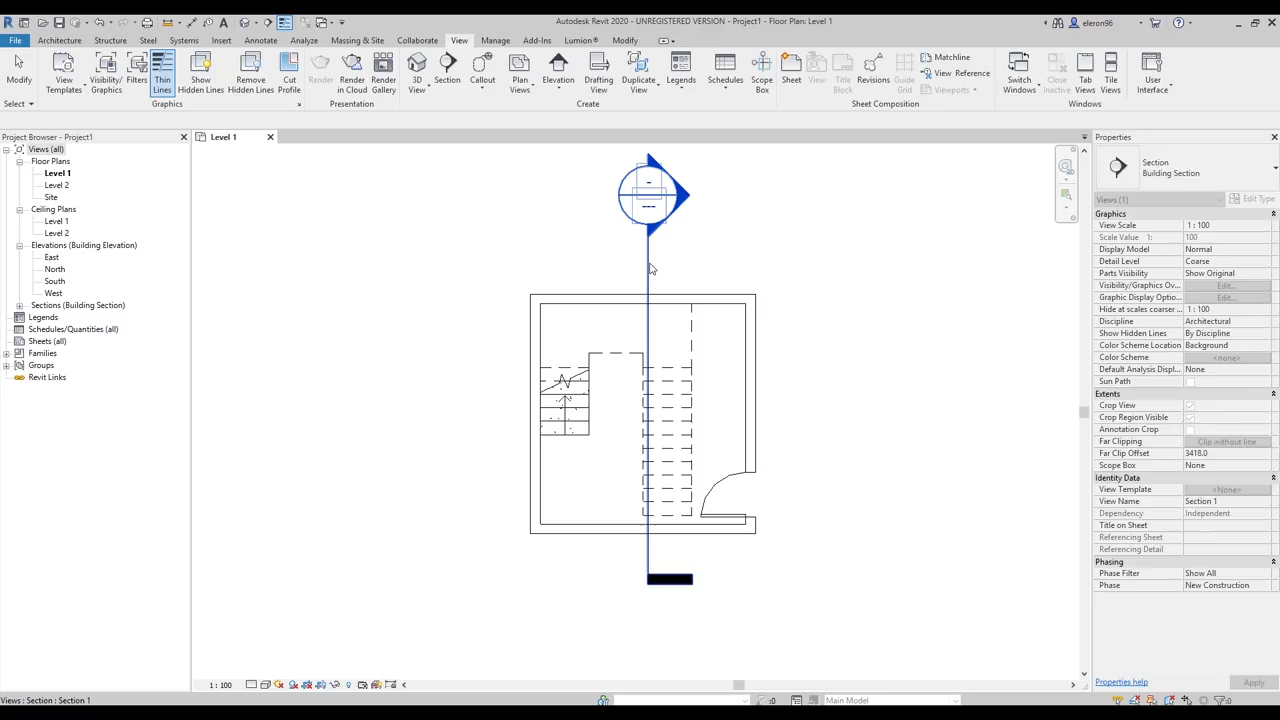 Autodesk Revit 2020 - UNREGISTERED VERSION - Project1 - Floor Plan: Level 1
eleron96
File Architecture Structure Steel Systems Insert Annotate Analyze Massing & Site Collaborate View Manage Add-Ins Lumion® Modify
Modify
View Templates
Visibility/ Graphics
Filters
Thin Lines
Show Hidden Lines
Remove Hidden Lines
Cut Profile
Render
Render in Cloud
Render Gallery
3D View
Section
Callout
Plan Views
Elevation
Drafting View
Duplicate View
Legends
Schedules
Scope Box
Sheet
View
Title Block
Revisions
Guide Grid
Matchline
View Reference
Viewports
Switch Windows
Close Inactive
Tab Views
Tile Views
User Interface
Select Graphics Presentation Create Sheet Composition Windows
Project Browser - Project1
Views (all)
Floor Plans
Level 1
Level 2
Site
Ceiling Plans
Level 1
Level 2
Elevations (Building Elevation)
East
North
South
West
Sections (Building Section)
Legends
Schedules/Quantities (all)
Sheets (all)
Families
Groups
Revit Links
Level 1
-
---
Properties
Section
Building Section
Views (1) Edit Type
Graphics
View Scale 1 : 100
Scale Value 1: 100
Display Model Normal
Detail Level Coarse
Parts Visibility Show Original
Visibility/Graphics Ov... Edit...
Graphic Display Optio... Edit...
Hide at scales coarser ... 1 : 100
Discipline Architectural
Show Hidden Lines By Discipline
Color Scheme Location Background
Color Scheme <none>
Default Analysis Displ... None
Sun Path
Extents
Crop View
Crop Region Visible
Annotation Crop
Far Clipping Clip without line
Far Clip Offset 3418.0
Scope Box None
Identity Data
View Template <None>
View Name Section 1
Dependency Independent
Title on Sheet
Referencing Sheet
Referencing Detail
Phasing
Phase Filter Show All
Phase New Construction
Properties help Apply
1 : 100
Views : Section : Section 1
:0
Main Model
:0